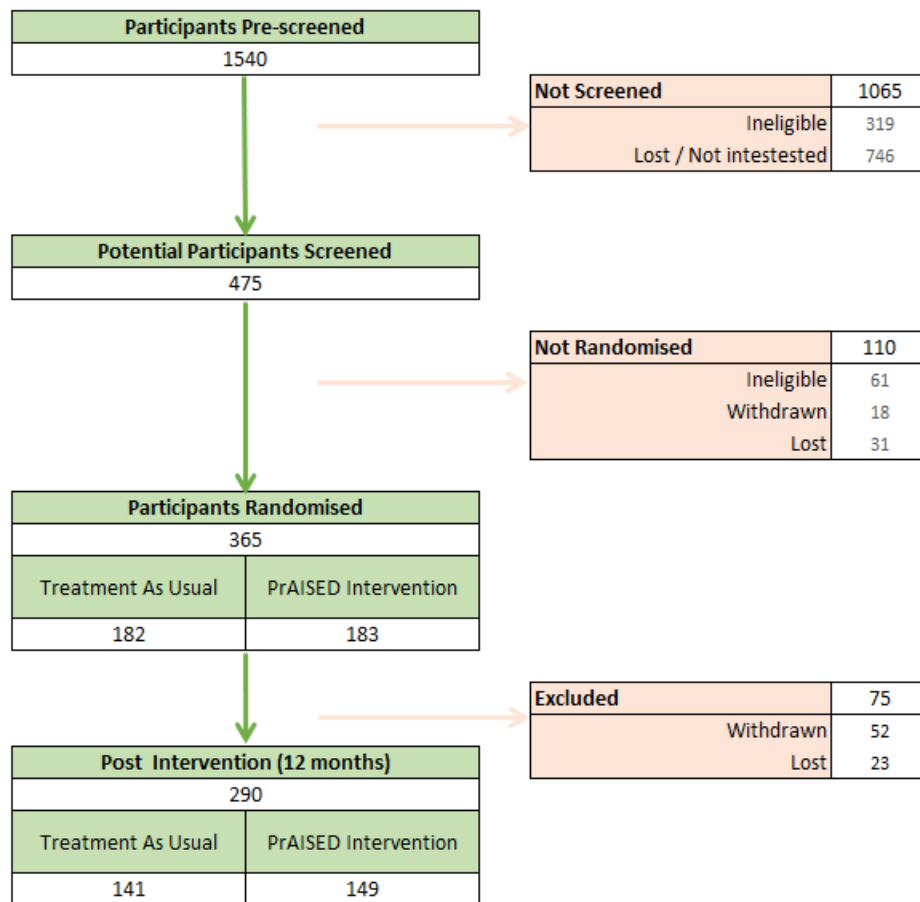 Participants Pre-screened
1540
Not Screened 1065
Ineligible 319
Lost / Not intestested 746
Potential Participants Screened
475
Not Randomised 110
Ineligible 61
Withdrawn 18
Lost 31
Participants Randomised
365
Treatment As Usual PrAISED Intervention
182 183
Excluded 75
Withdrawn 52
Lost 23
Post Intervention (12 months)
290
Treatment As Usual PrAISED Intervention
141 149